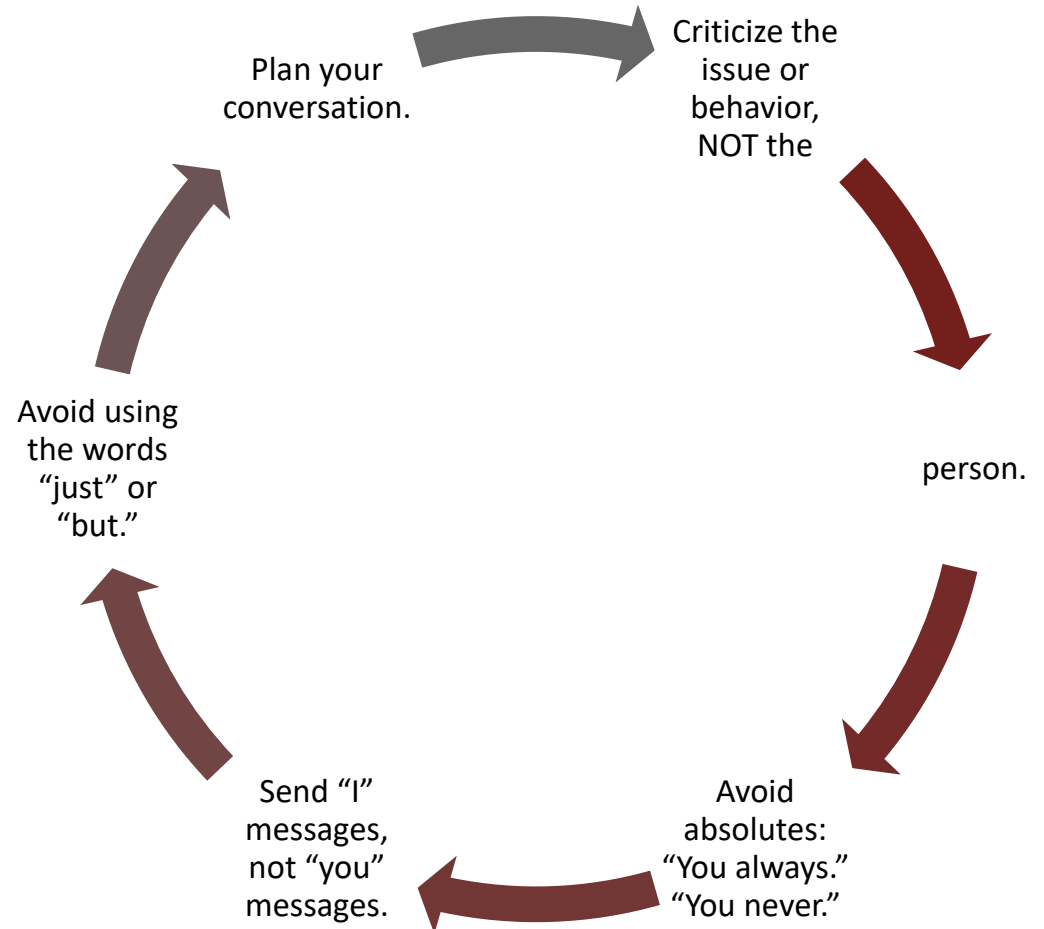 Plan your
conversation.
Criticize the
issue or
behavior,
NOT the
person.
Avoid
absolutes:
“You always.”
“You never.”
Send “I”
messages,
not “you”
messages.
Avoid using
the words
“just” or
“but.”